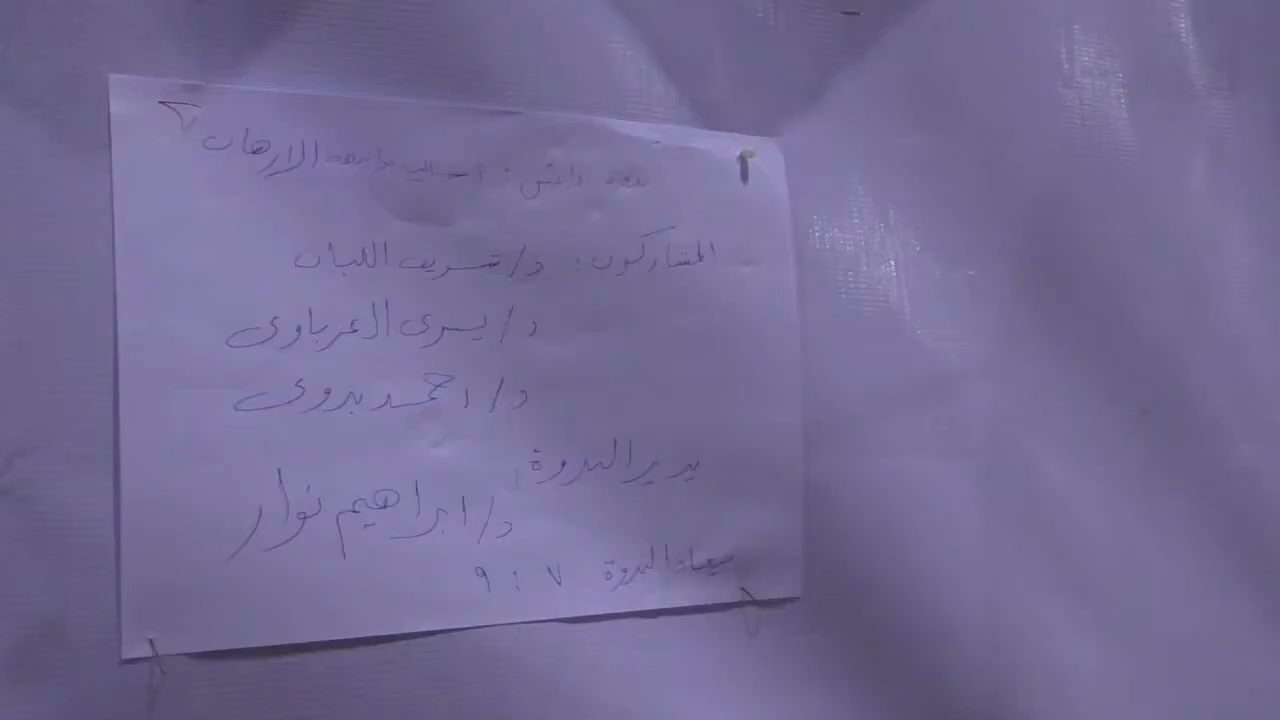 ندوة داعش: أساليب مواجهة الارهاب
المشاركون: د/ شريف اللبان
د/ يسرى العزباوى
د/ احمد بدوى
يدير الندوة:
د/ ابراهيم نوار
ميعاد الندوة ٧ : ٩